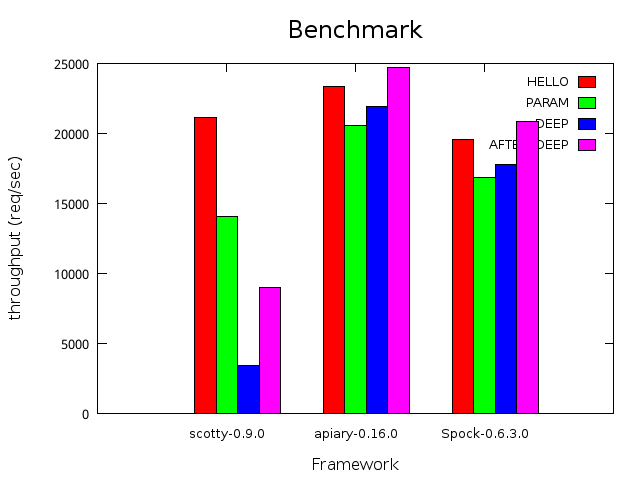 Benchmark
25000
20000
15000
10000
5000
0
throughput (req/sec)
HELLO
PARAM
DEEP
AFTE DEEP
scotty-0.9.0
apiary-0.16.0
Spock-0.6.3.0
Framework